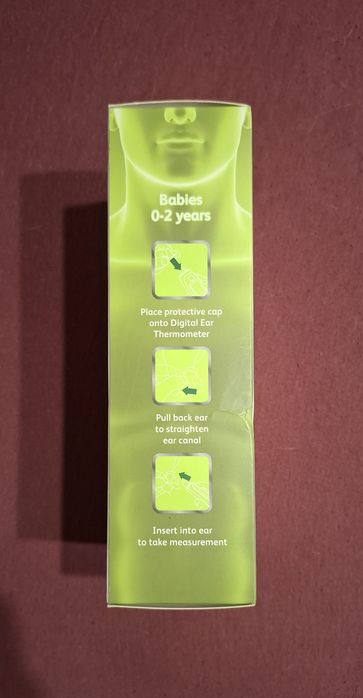 Babies
0-2 years
Place protective cap
onto Digital Ear
Thermometer
Pull back ear
to straighten
ear canal
Insert into ear
to take measurement